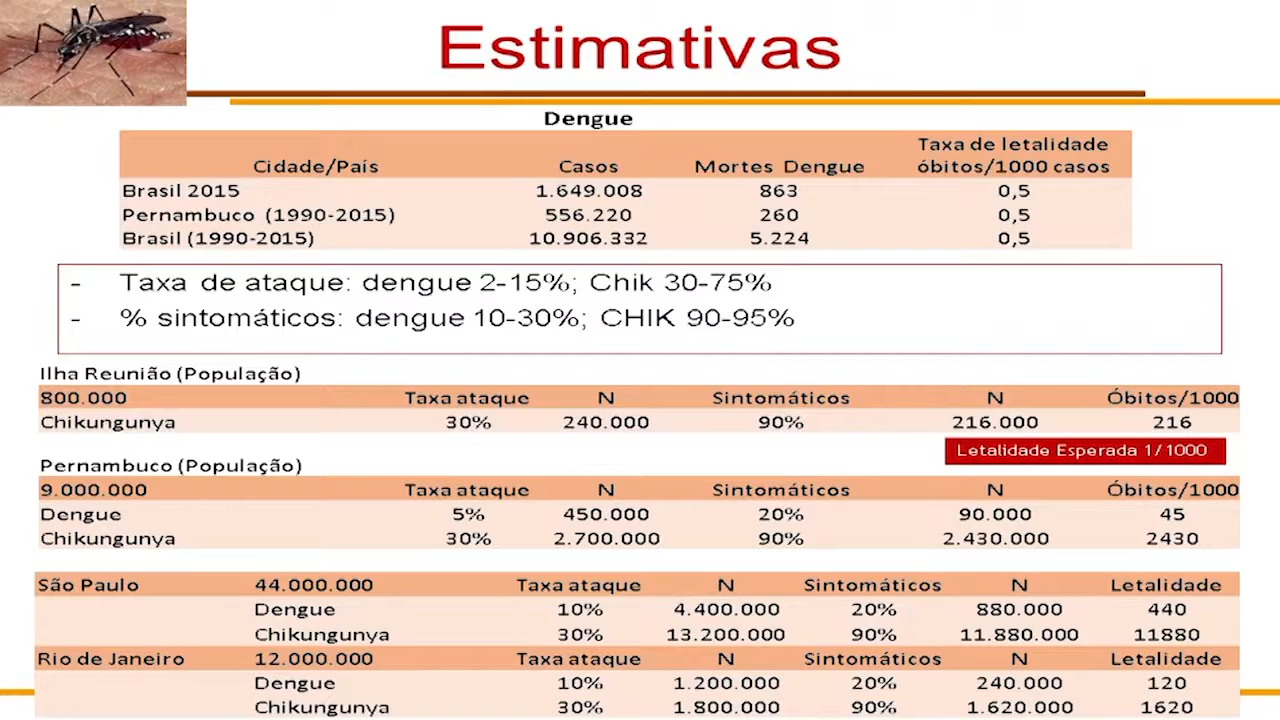 Estimativas
Dengue
Cidade/País Casos Mortes Dengue Taxa de letalidade óbitos/1000 casos
Brasil 2015 1.649.008 863 0,5
Pernambuco (1990-2015) 556.220 260 0,5
Brasil (1990-2015) 10.906.332 5.224 0,5
- Taxa de ataque: dengue 2-15%; Chik 30-75%
- % sintomáticos: dengue 10-30%; CHIK 90-95%
Ilha Reunião (População)
800.000 Taxa ataque N Sintomáticos N Óbitos/1000
Chikungunya 30% 240.000 90% 216.000 216
Letalidade Esperada 1/1000
Pernambuco (População)
9.000.000 Taxa ataque N Sintomáticos N Óbitos/1000
Dengue 5% 450.000 20% 90.000 45
Chikungunya 30% 2.700.000 90% 2.430.000 2430
São Paulo 44.000.000 Taxa ataque N Sintomáticos N Letalidade
Dengue 10% 4.400.000 20% 880.000 440
Chikungunya 30% 13.200.000 90% 11.880.000 11880
Rio de Janeiro 12.000.000 Taxa ataque N Sintomáticos N Letalidade
Dengue 10% 1.200.000 20% 240.000 120
Chikungunya 30% 1.800.000 90% 1.620.000 1620